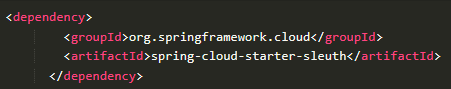 <dependency>
<groupId>org.springframework.cloud</groupId>
<artifactId>spring-cloud-starter-sleuth</artifactId>
</dependency>